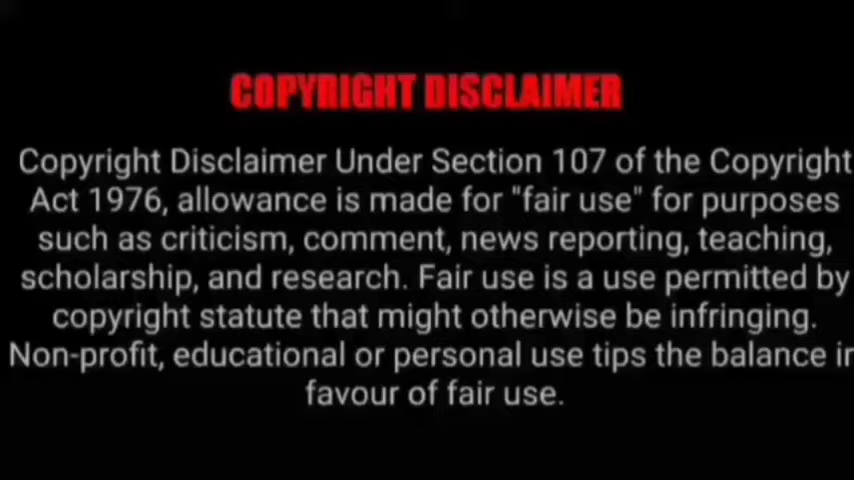 COPYRIGHT DISCLAIMER
Copyright Disclaimer Under Section 107 of the Copyright
Act 1976, allowance is made for "fair use" for purposes
such as criticism, comment, news reporting, teaching,
scholarship, and research. Fair use is a use permitted by
copyright statute that might otherwise be infringing.
Non-profit, educational or personal use tips the balance in
favour of fair use.